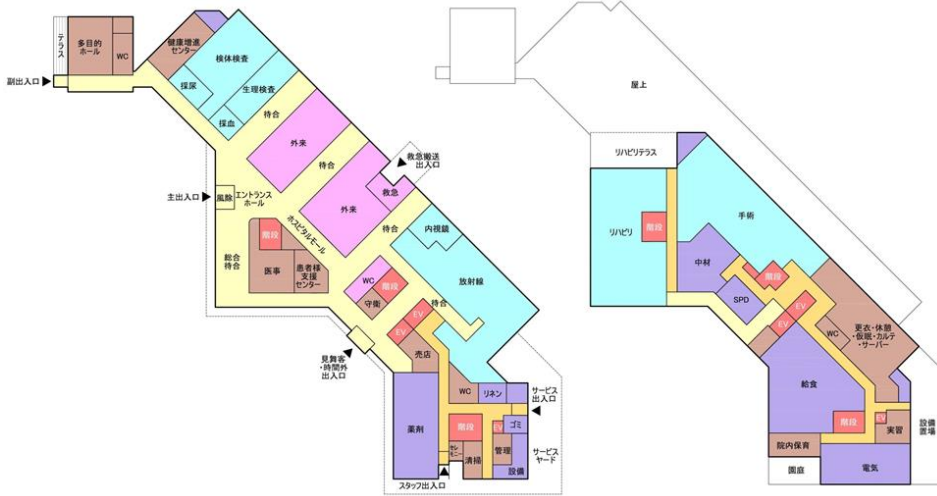 テラス
多目的
ホール
WC
副出入口
健康増進
センター
検体検査
採尿
生理検査
採血
待合
外来
待合
救急搬送
出入口
救急
主出入口
風除
エントランス
ホール
外来
待合
ホスピタルモール
内視鏡
階段
総合
待合
医事
患者様
支援
センター
放射線
WC
階段
守衛
待合
EV
EV
見舞客
・時間外
出入口
売店
WC
リネン
サービス
出入口
薬剤
階段
EV
ゴミ
清掃
管理
サービス
ヤード
設備
スタッフ出入口
屋上
リハビリテラス
リハビリ
階段
手術
中材
階段
SPD
EV
EV
WC
更衣・休憩
・仮眠・カルテ
・サーバー
給食
階段
EV
実習
設備
置場
院内保育
園庭
電気